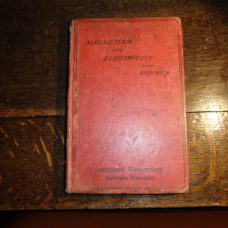 MAGNETISM
AND
ELECTRICITY
POYSER
Longmans' Elementary
Science Manuals.